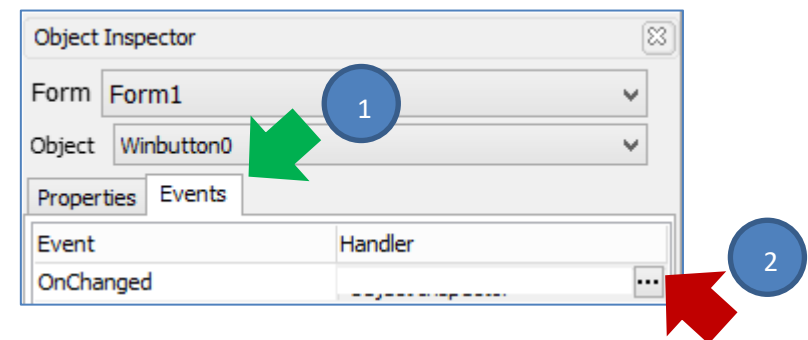 Object Inspector
Form Form1
1
Object Winbutton0
Properties Events
Event Handler
2
OnChanged ...